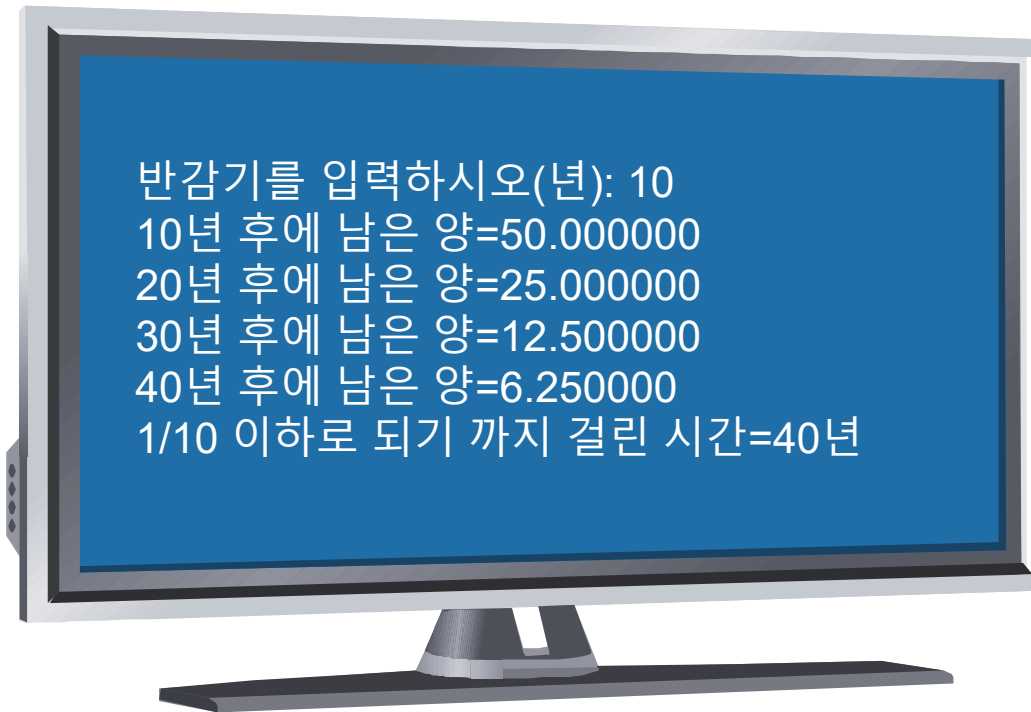 반감기를 입력하시오(년): 10
10년 후에 남은 양=50.000000
20년 후에 남은 양=25.000000
30년 후에 남은 양=12.500000
40년 후에 남은 양=6.250000
1/10 이하로 되기 까지 걸린 시간=40년